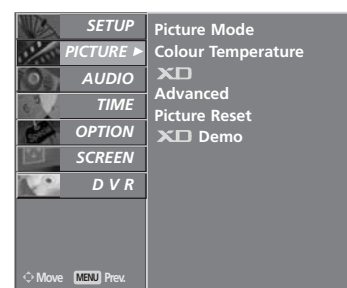 SETUP
PICTURE ►
AUDIO
TIME
OPTION
SCREEN
D V R
Move MENU Prev.
Picture Mode
Colour Temperature
XD
Advanced
Picture Reset
XD Demo